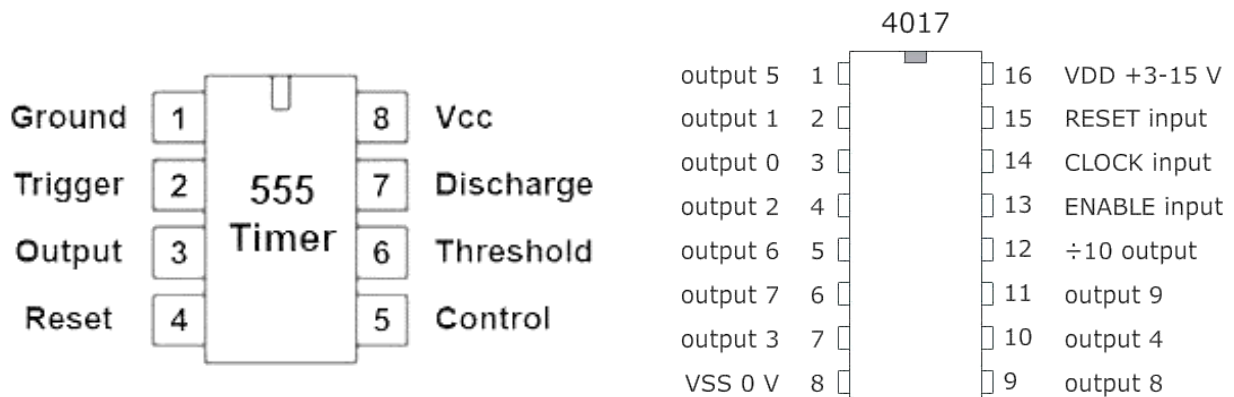 Ground 1
Trigger 2
Output 3
Reset 4
555
Timer
8 Vcc
7 Discharge
6 Threshold
5 Control
4017
output 5 1
output 1 2
output 0 3
output 2 4
output 6 5
output 7 6
output 3 7
VSS 0 V 8
16 VDD +3-15 V
15 RESET input
14 CLOCK input
13 ENABLE input
12 ÷10 output
11 output 9
10 output 4
9 output 8